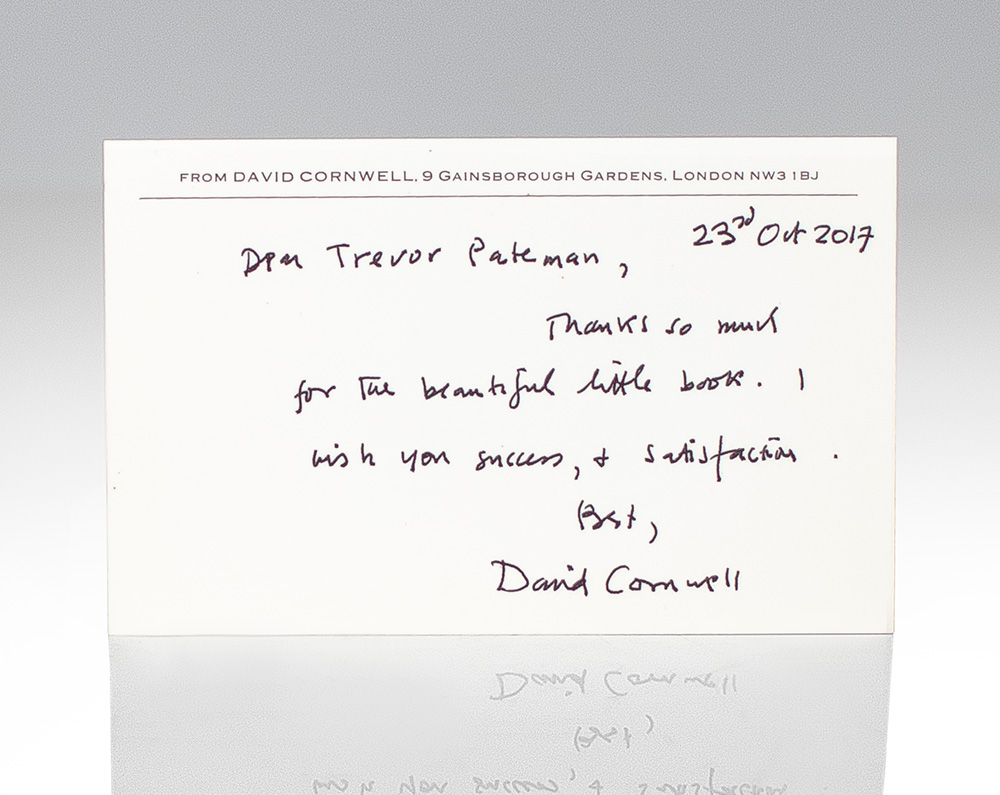 FROM DAVID CORNWELL, 9 GAINSBOROUGH GARDENS, LONDON NW3 1BJ
23rd Oct 2017
Dear Trevor Pateman,
Thanks so much
for the beautiful little book. I
wish you success, & satisfaction.
Best,
David Cornwell